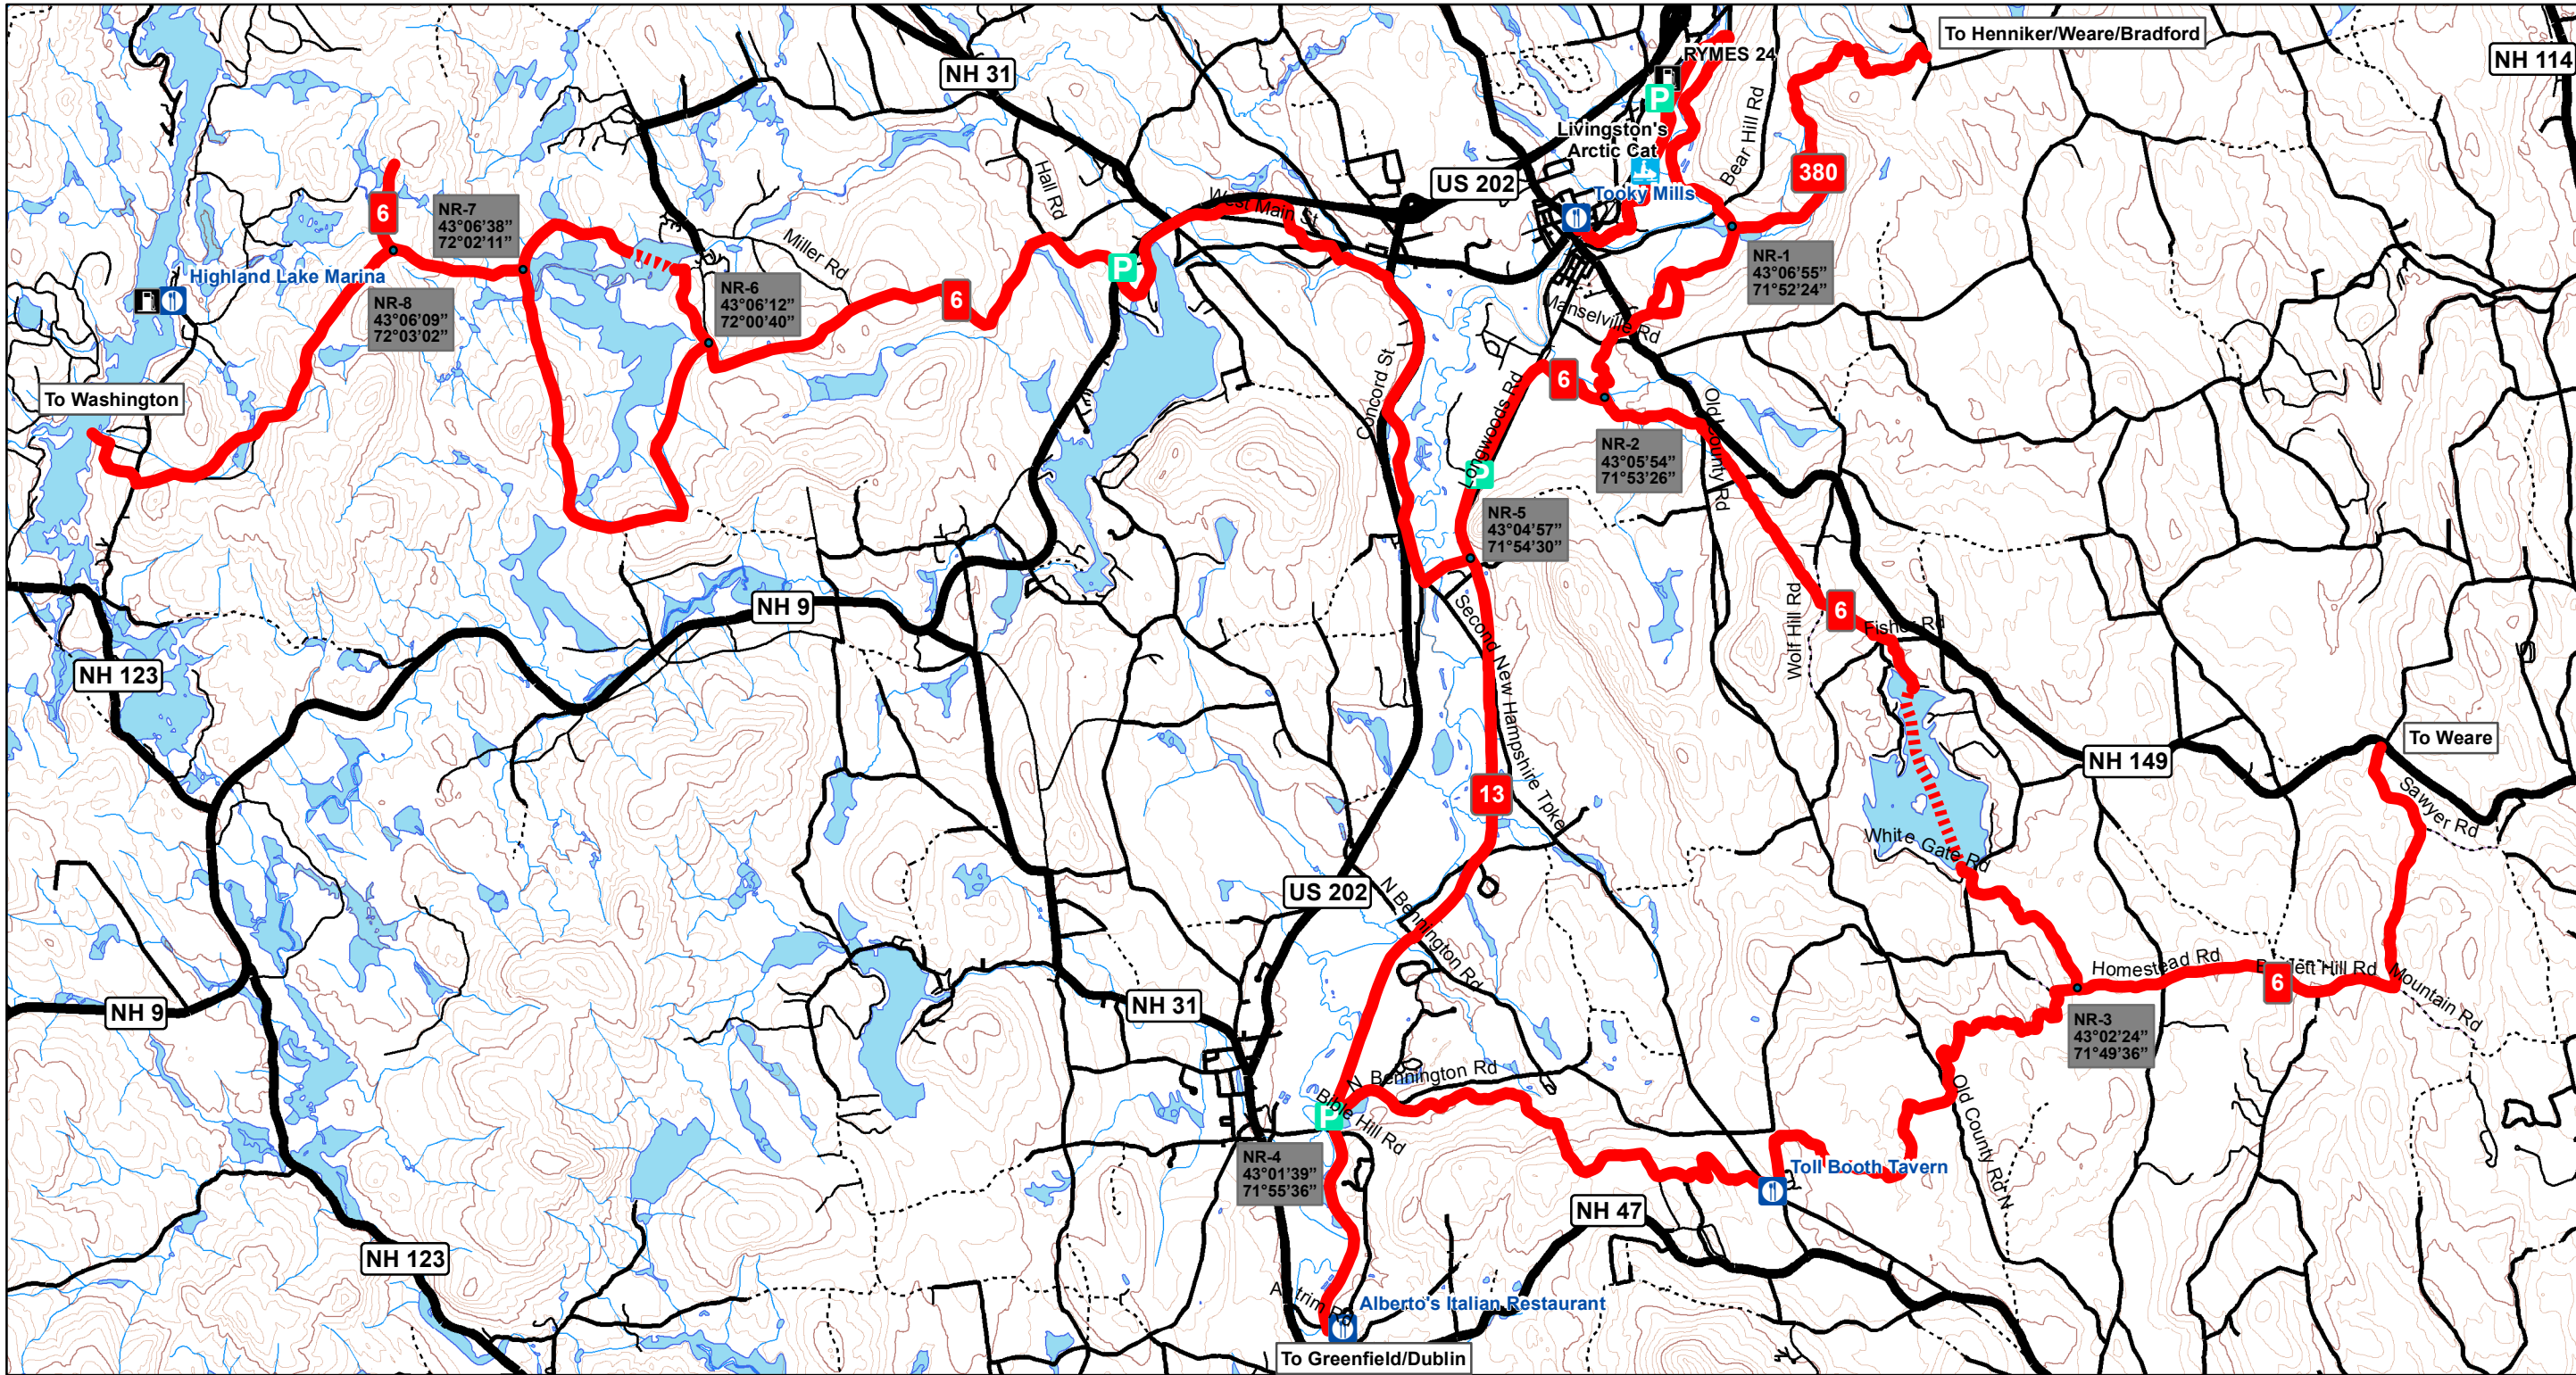 To Henniker/Weare/Bradford
NH 114
NH 31
RYMES 24
P
Livingston's
Arctic Cat
Bear Hill Rd
380
US 202
Tooky Mills
Hall Rd
West Main St
6
NR-7
43°06'38”
72°02'11”
Miller Rd
P
NR-1
43°06'55”
71°52'24”
Highland Lake Marina
NR-8
43°06'09”
72°03'02”
NR-6
43°06'12”
72°00'40”
6
Manselville Rd
To Washington
Concord St
Longwoods Rd
6
Old County Rd
NR-2
43°05'54”
71°53'26”
P
NR-5
43°04'57”
71°54'30”
NH 9
Second New Hampshire Tpke
Wolf Hill Rd
6
Fisher Rd
NH 123
To Weare
NH 149
13
Sawyer Rd
White Gate Rd
US 202
N Bennington Rd
Homestead Rd
6
Hill Rd
Mountain Rd
NH 9
NH 31
NR-3
43°02'24”
71°49'36”
N Bennington Rd
Bible Hill Rd
P
Old County Rd N
NR-4
43°01'39”
71°55'36”
Toll Booth Tavern
NH 47
NH 123
Antrim Rd
Alberto's Italian Restaurant
To Greenfield/Dublin